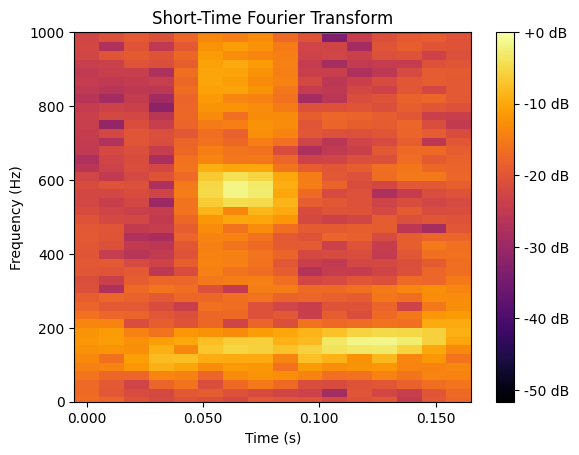 Short-Time Fourier Transform
1000
800
600
400
200
0
Frequency (Hz)
0.000
0.050
0.100
0.150
Time (s)
+0 dB
-10 dB
-20 dB
-30 dB
-40 dB
-50 dB